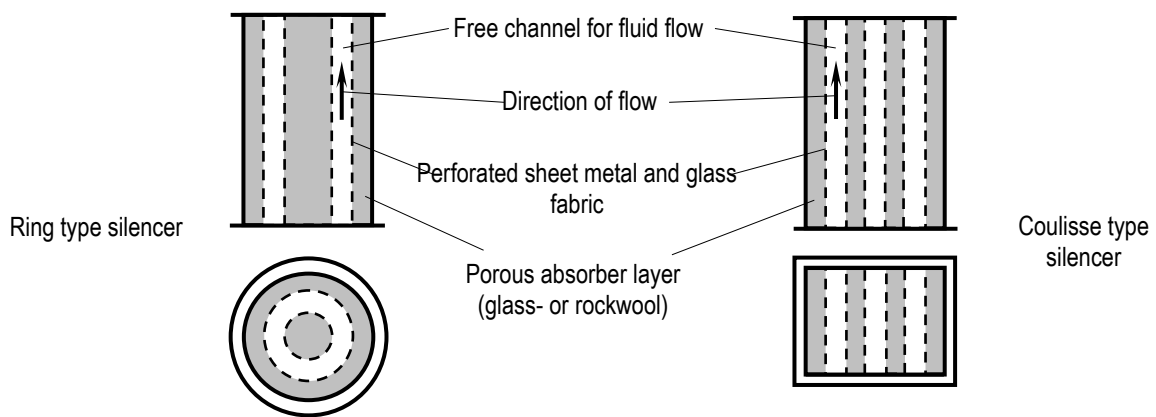 Free channel for fluid flow
Direction of flow
Perforated sheet metal and glass
fabric
Ring type silencer
Coulisse type
silencer
Porous absorber layer
(glass- or rockwool)